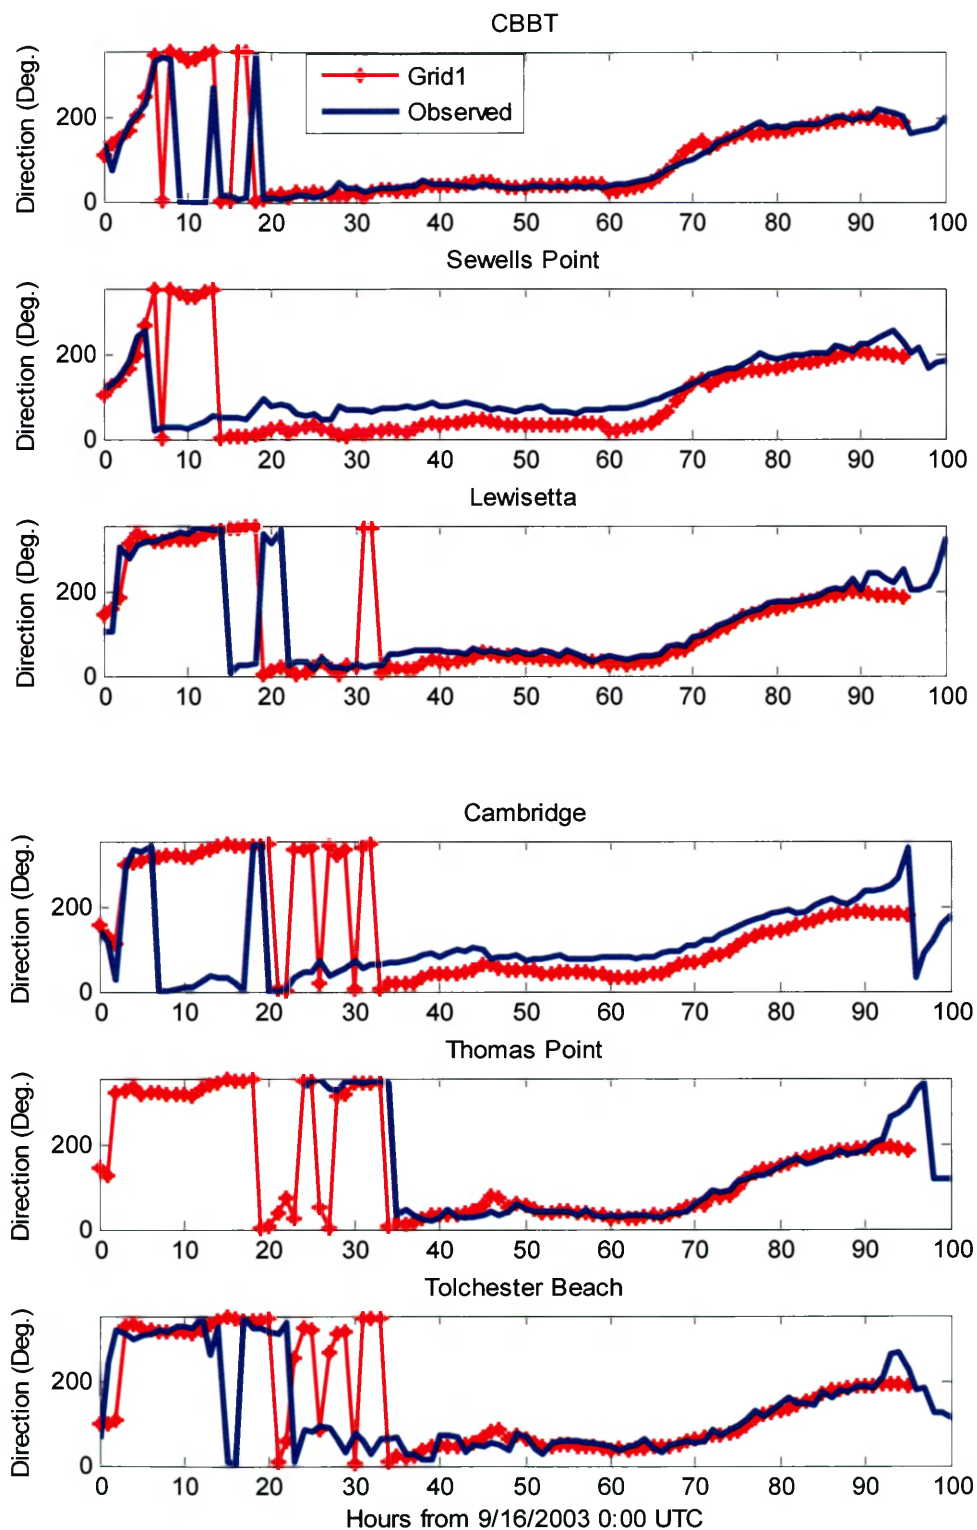 CBBT
Direction (Deg.)
200
0
Grid1
Observed
0 10 20 30 40 50 60 70 80 90 100
Sewells Point
Direction (Deg.)
200
0
0 10 20 30 40 50 60 70 80 90 100
Lewisetta
Direction (Deg.)
200
0
0 10 20 30 40 50 60 70 80 90 100
Cambridge
Direction (Deg.)
200
0
0 10 20 30 40 50 60 70 80 90 100
Thomas Point
Direction (Deg.)
200
0
0 10 20 30 40 50 60 70 80 90 100
Tolchester Beach
Direction (Deg.)
200
0
0 10 20 30 40 50 60 70 80 90 100
Hours from 9/16/2003 0:00 UTC